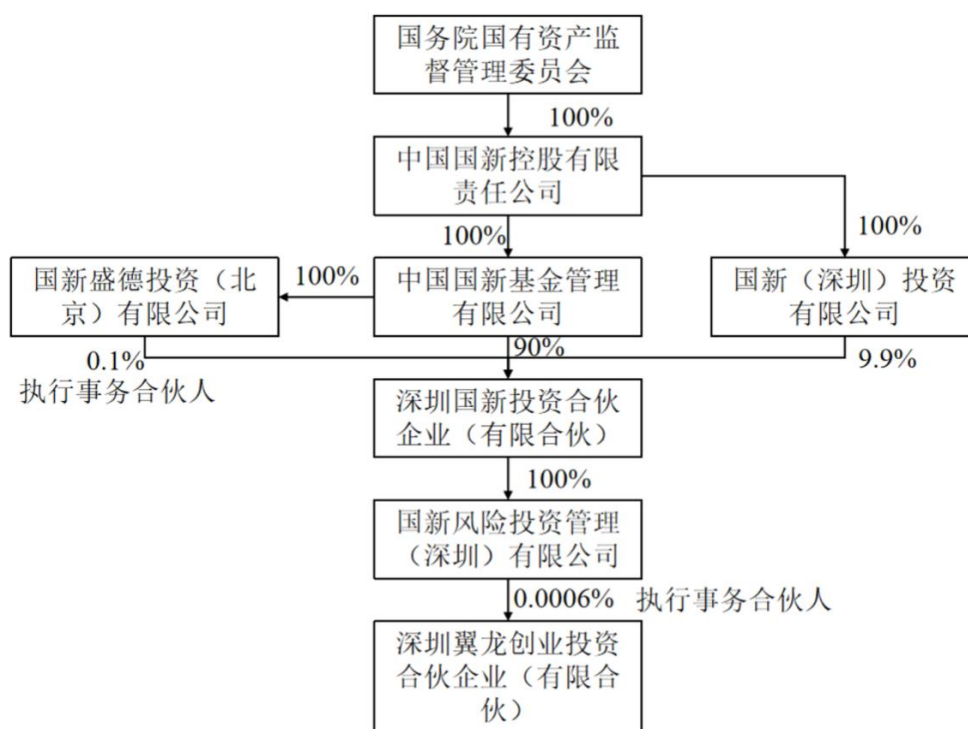 国务院国有资产监
督管理委员会
100%
中国国新控股有限
责任公司
100%
100%
国新盛德投资（北
京）有限公司
100%
中国国新基金管理
有限公司
国新（深圳）投资
有限公司
0.1%
执行事务合伙人
90%
9.9%
深圳国新投资合伙
企业（有限合伙）
100%
国新风险投资管理
（深圳）有限公司
0.0006%
执行事务合伙人
深圳翼龙创业投资
合伙企业（有限合
伙）